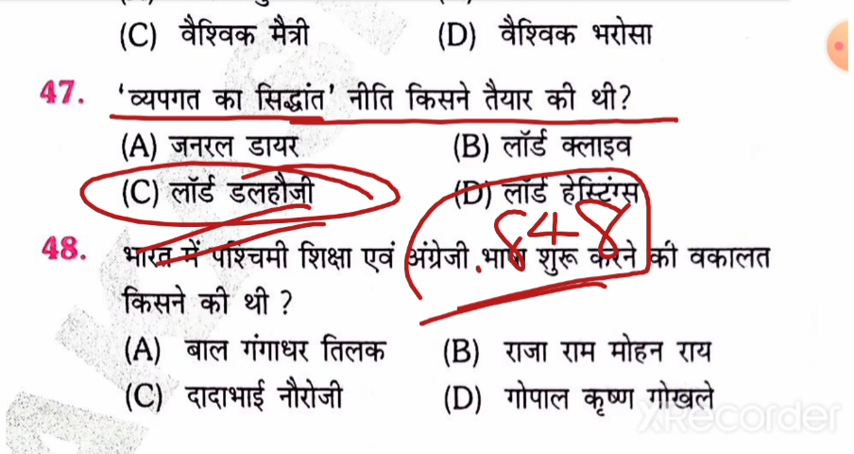 (C) वैश्विक मैत्री (D) वैश्विक भरोसा
47. 'व्यपगत का सिद्धांत' नीति किसने तैयार की थी?
(A) जनरल डायर (B) लॉर्ड क्लाइव
(C) लॉर्ड डलहौजी (D) लॉर्ड हेस्टिंग्स
848
48. भारत में पश्चिमी शिक्षा एवं अंग्रेजी भाषा शुरू करने की वकालत
किसने की थी ?
(A) बाल गंगाधर तिलक (B) राजा राम मोहन राय
(C) दादाभाई नौरोजी (D) गोपाल कृष्ण गोखले
XRecorder